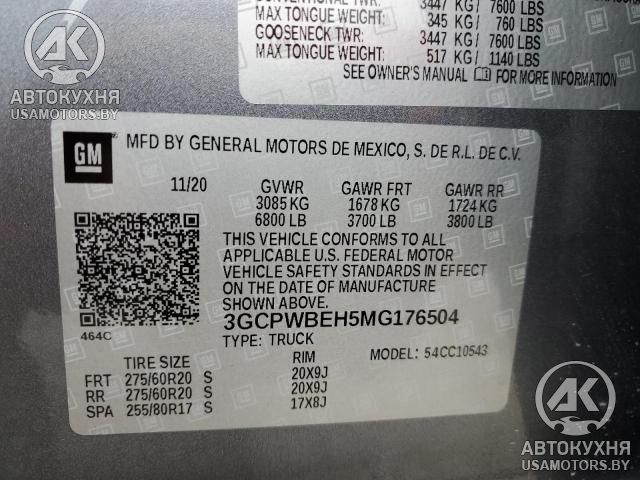 3447 KG/ 7600 LBS
MAX TONGUE WEIGHT: 345 KG/ 760 LBS
GOOSENECK TWR: 3447 KG/ 7600 LBS
MAX TONGUE WEIGHT: 517 KG/ 1140 LBS
SEE OWNER'S MANUAL FOR MORE INFORMATION
AK
АВТОКУХНЯ
USAMOTORS.BY
GM
MFD BY GENERAL MOTORS DE MEXICO, S. DE R.L. DE C.V.
11/20 GVWR GAWR FRT GAWR RR
3085 KG 1678 KG 1724 KG
6800 LB 3700 LB 3800 LB
THIS VEHICLE CONFORMS TO ALL
APPLICABLE U.S. FEDERAL MOTOR
VEHICLE SAFETY STANDARDS IN EFFECT
ON THE DATE OF MANUFACTURE
SHOWN ABOVE.
3GCPWBEH5MG176504
464C
TYPE: TRUCK MODEL: 54CC10543
TIRE SIZE RIM
FRT 275/60R20 S 20X9J
RR 275/60R20 S 20X9J
SPA 255/80R17 S 17X8J
AK
АВТОКУХНЯ
USAMOTORS.BY